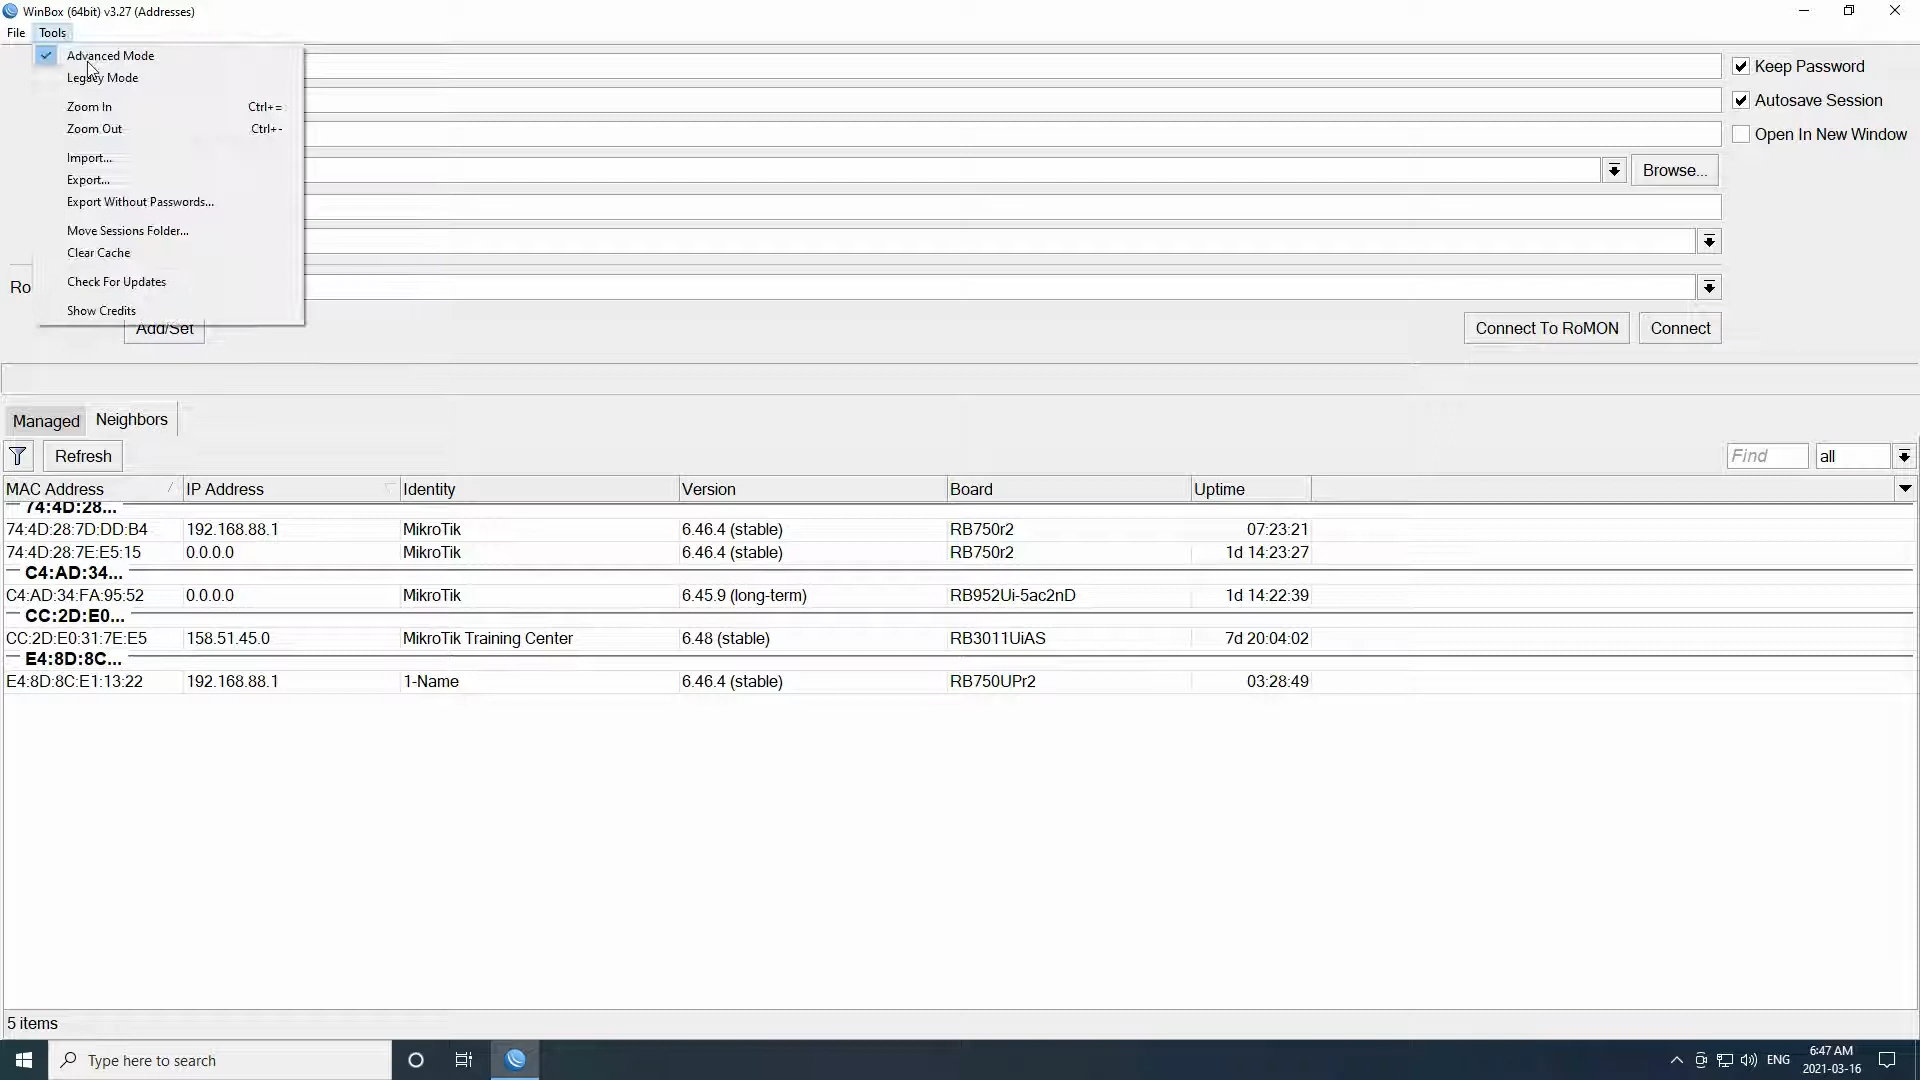 WinBox (64bit) v3.27 (Addresses)
File Tools
Advanced Mode
Legacy Mode
Zoom In Ctrl+=
Zoom Out Ctrl+-
Import...
Export...
Export Without Passwords...
Move Sessions Folder...
Clear Cache
Check For Updates
Show Credits
Keep Password
Autosave Session
Open In New Window
Browse...
Ro
Add/Set
Connect To RoMON Connect
Managed Neighbors
Refresh Find all
MAC Address IP Address Identity Version Board Uptime
74:4D:28...
74:4D:28:7D:DD:B4 192.168.88.1 MikroTik 6.46.4 (stable) RB750r2 07:23:21
74:4D:28:7E:E5:15 0.0.0.0 MikroTik 6.46.4 (stable) RB750r2 1d 14:23:27
C4:AD:34...
C4:AD:34:FA:95:52 0.0.0.0 MikroTik 6.45.9 (long-term) RB952Ui-5ac2nD 1d 14:22:39
CC:2D:E0...
CC:2D:E0:31:7E:E5 158.51.45.0 MikroTik Training Center 6.48 (stable) RB3011UiAS 7d 20:04:02
E4:8D:8C...
E4:8D:8C:E1:13:22 192.168.88.1 1-Name 6.46.4 (stable) RB750UPr2 03:28:49
5 items
Type here to search
ENG
6:47 AM
2021-03-16